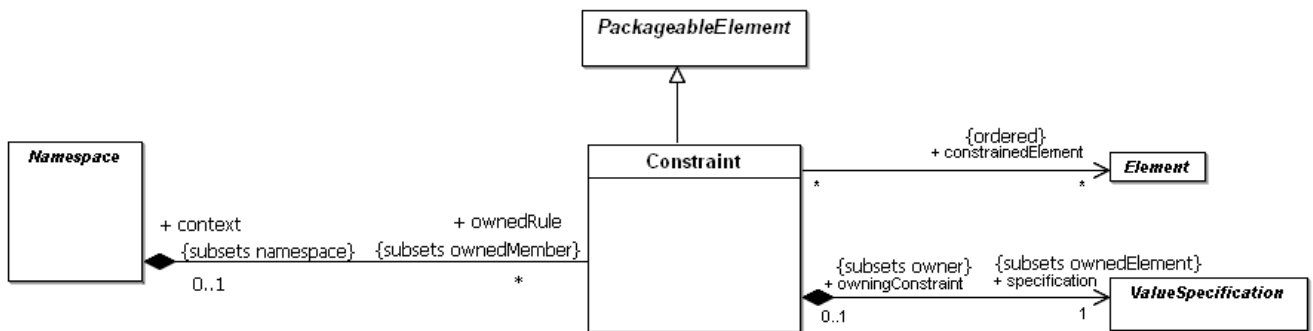 PackageableElement
Namespace
Constraint
{ordered}
+ constrainedElement
Element
*
*
+ context
+ ownedRule
{subsets namespace}
{subsets ownedMember}
0..1
*
{subsets owner}
{subsets ownedElement}
+ owningConstraint
+ specification
ValueSpecification
0..1
1